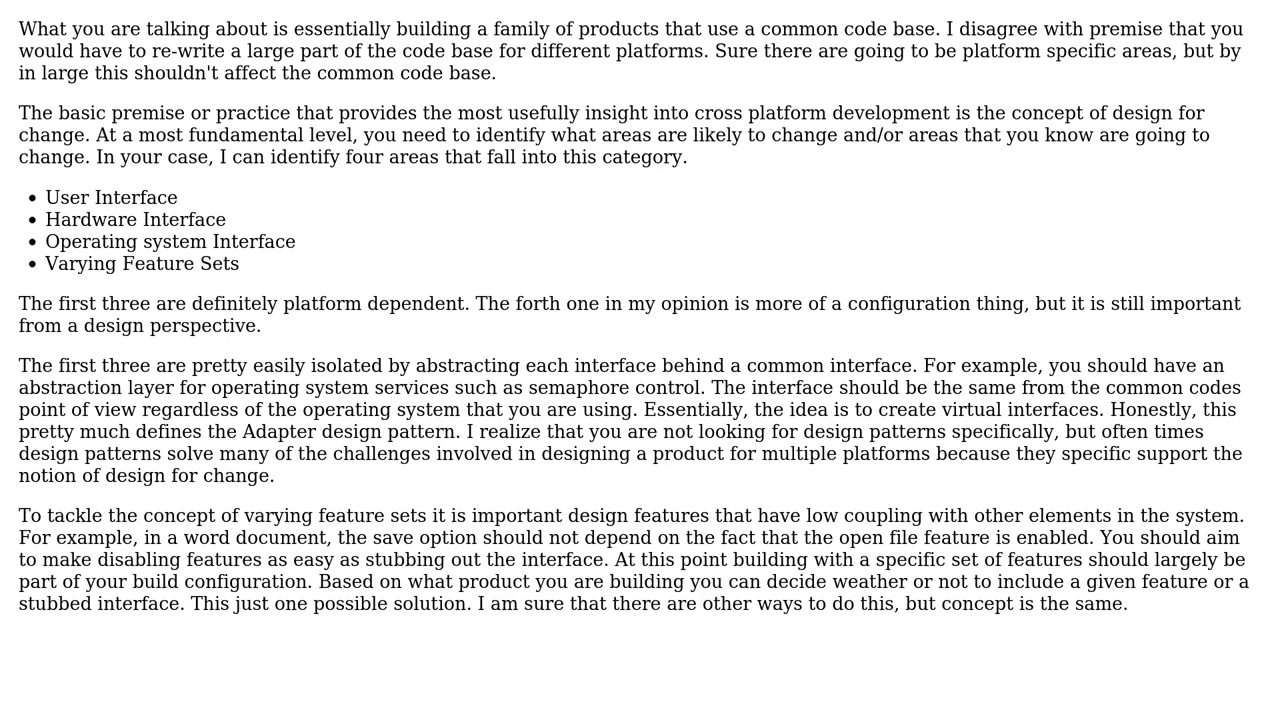 What you are talking about is essentially building a family of products that use a common code base. I disagree with premise that you
would have to re-write a large part of the code base for different platforms. Sure there are going to be platform specific areas, but by
in large this shouldn't affect the common code base.
The basic premise or practice that provides the most usefully insight into cross platform development is the concept of design for
change. At a most fundamental level, you need to identify what areas are likely to change and/or areas that you know are going to
change. In your case, I can identify four areas that fall into this category.
• User Interface
• Hardware Interface
• Operating system Interface
• Varying Feature Sets
The first three are definitely platform dependent. The forth one in my opinion is more of a configuration thing, but it is still important
from a design perspective.
The first three are pretty easily isolated by abstracting each interface behind a common interface. For example, you should have an
abstraction layer for operating system services such as semaphore control. The interface should be the same from the common codes
point of view regardless of the operating system that you are using. Essentially, the idea is to create virtual interfaces. Honestly, this
pretty much defines the Adapter design pattern. I realize that you are not looking for design patterns specifically, but often times
design patterns solve many of the challenges involved in designing a product for multiple platforms because they specific support the
notion of design for change.
To tackle the concept of varying feature sets it is important design features that have low coupling with other elements in the system.
For example, in a word document, the save option should not depend on the fact that the open file feature is enabled. You should aim
to make disabling features as easy as stubbing out the interface. At this point building with a specific set of features should largely be
part of your build configuration. Based on what product you are building you can decide weather or not to include a given feature or a
stubbed interface. This just one possible solution. I am sure that there are other ways to do this, but concept is the same.